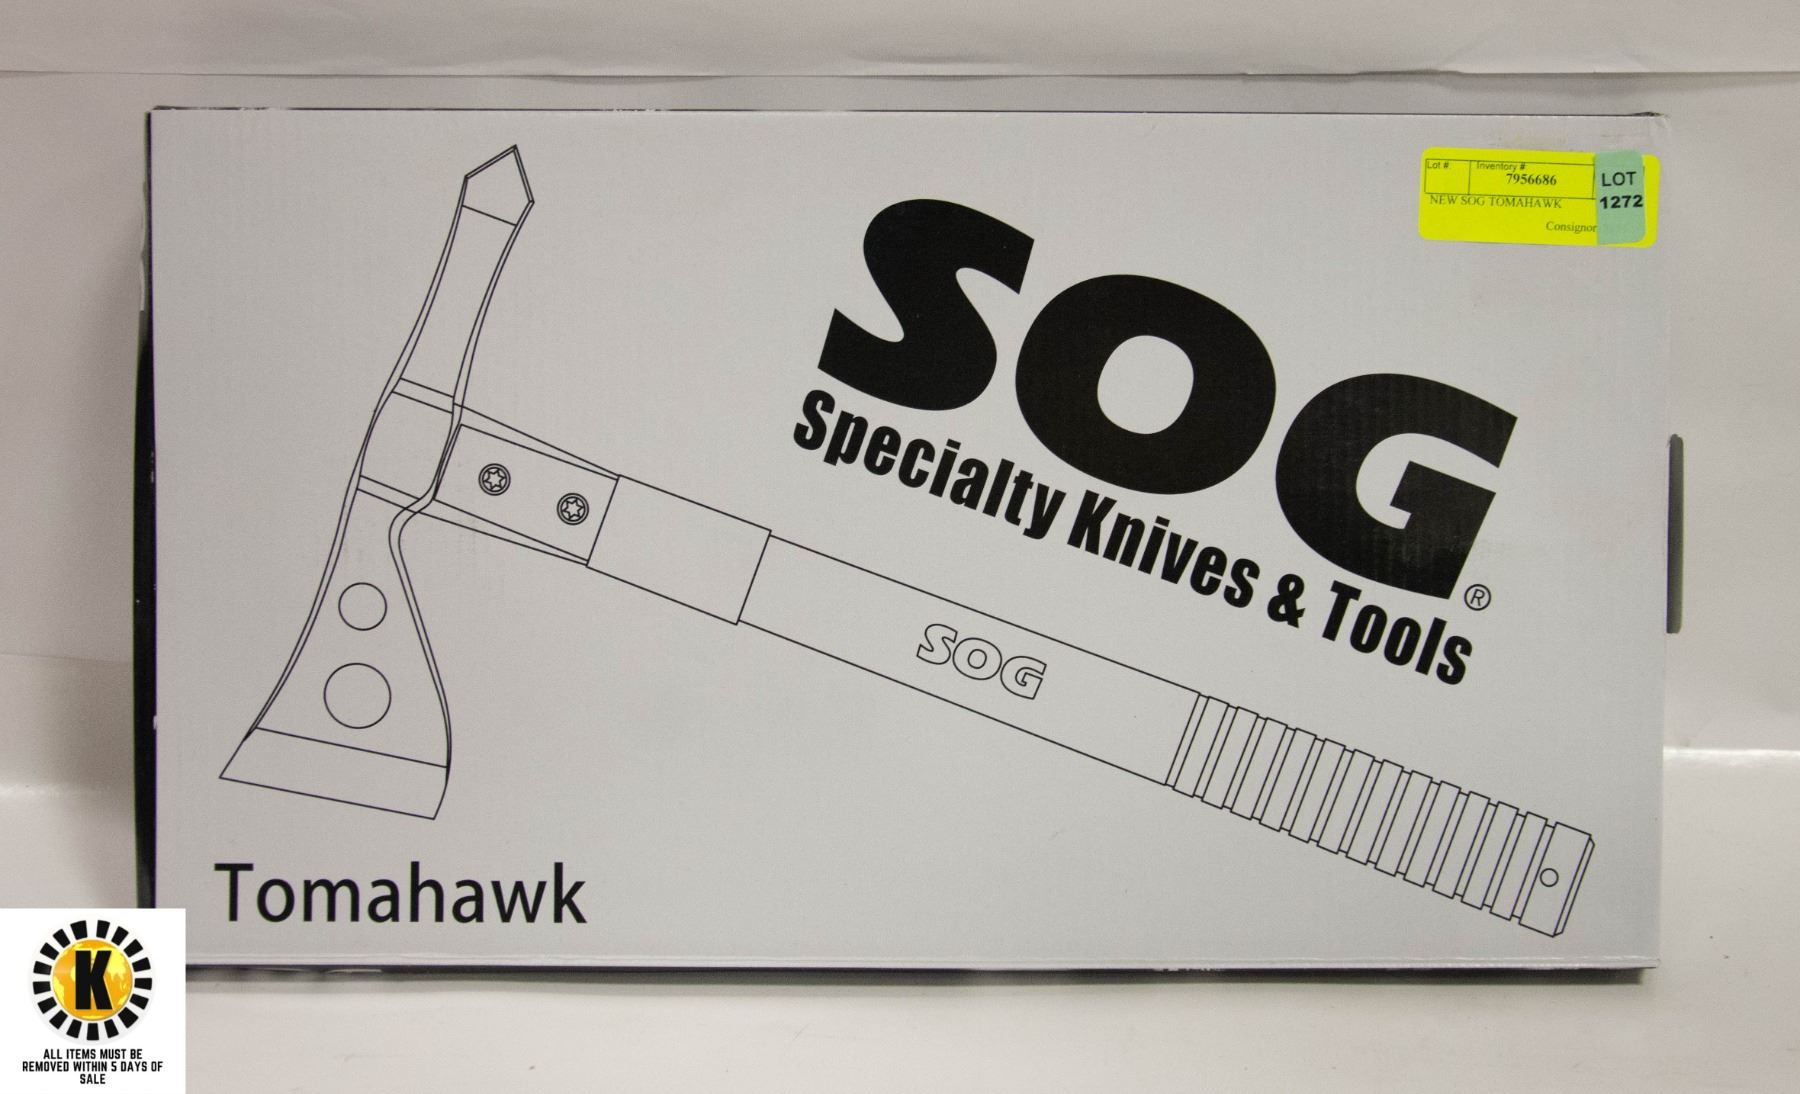 SOG
®
Specialty Knives & Tools
SOG
Tomahawk
Lot #. Inventory #
7956686
NEW SOG TOMAHAWK
Consignor
LOT
1272
K
ALL ITEMS MUST BE
REMOVED WITHIN 5 DAYS OF
SALE